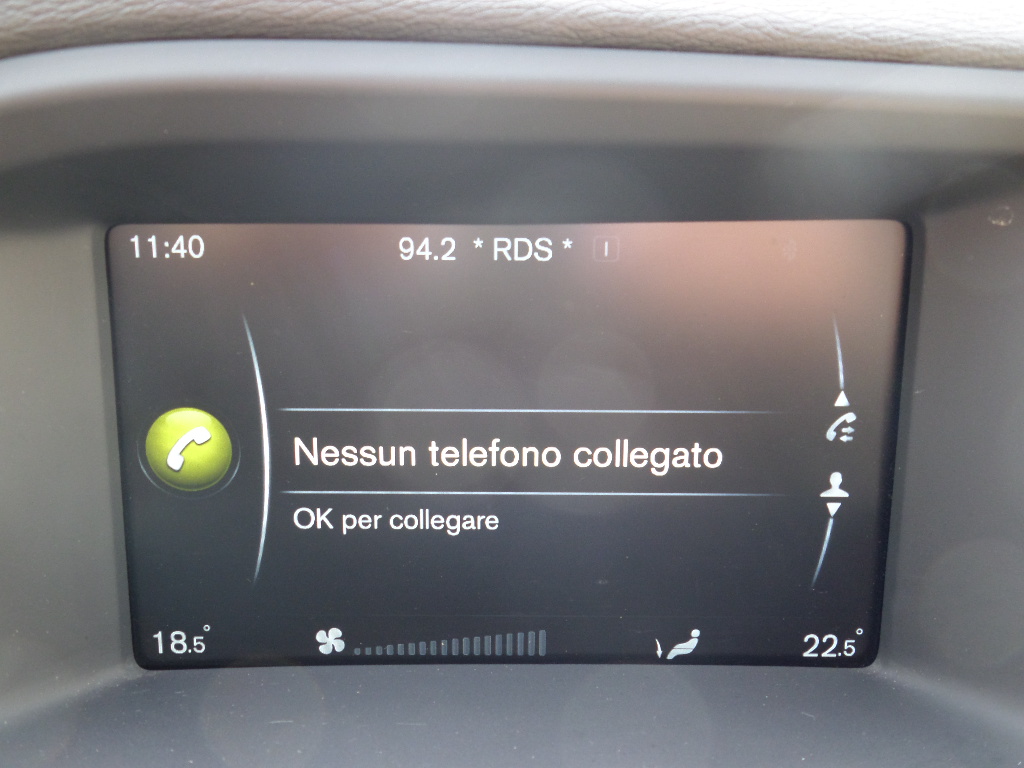 11:40
94.2 * RDS * I
Nessun telefono collegato
OK per collegare
18.5°
22.5°